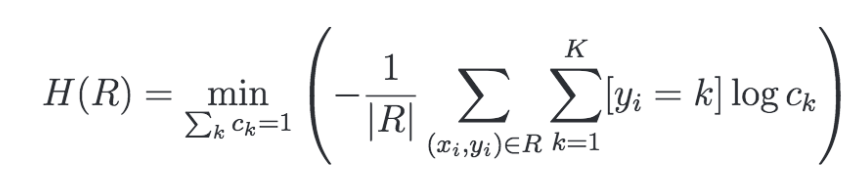 H(R) = \min_{\sum_k c_k=1} \left( -\frac{1}{|R|} \sum_{(x_i,y_i)\in R} \sum_{k=1}^{K} [y_i = k] \log c_k \right)